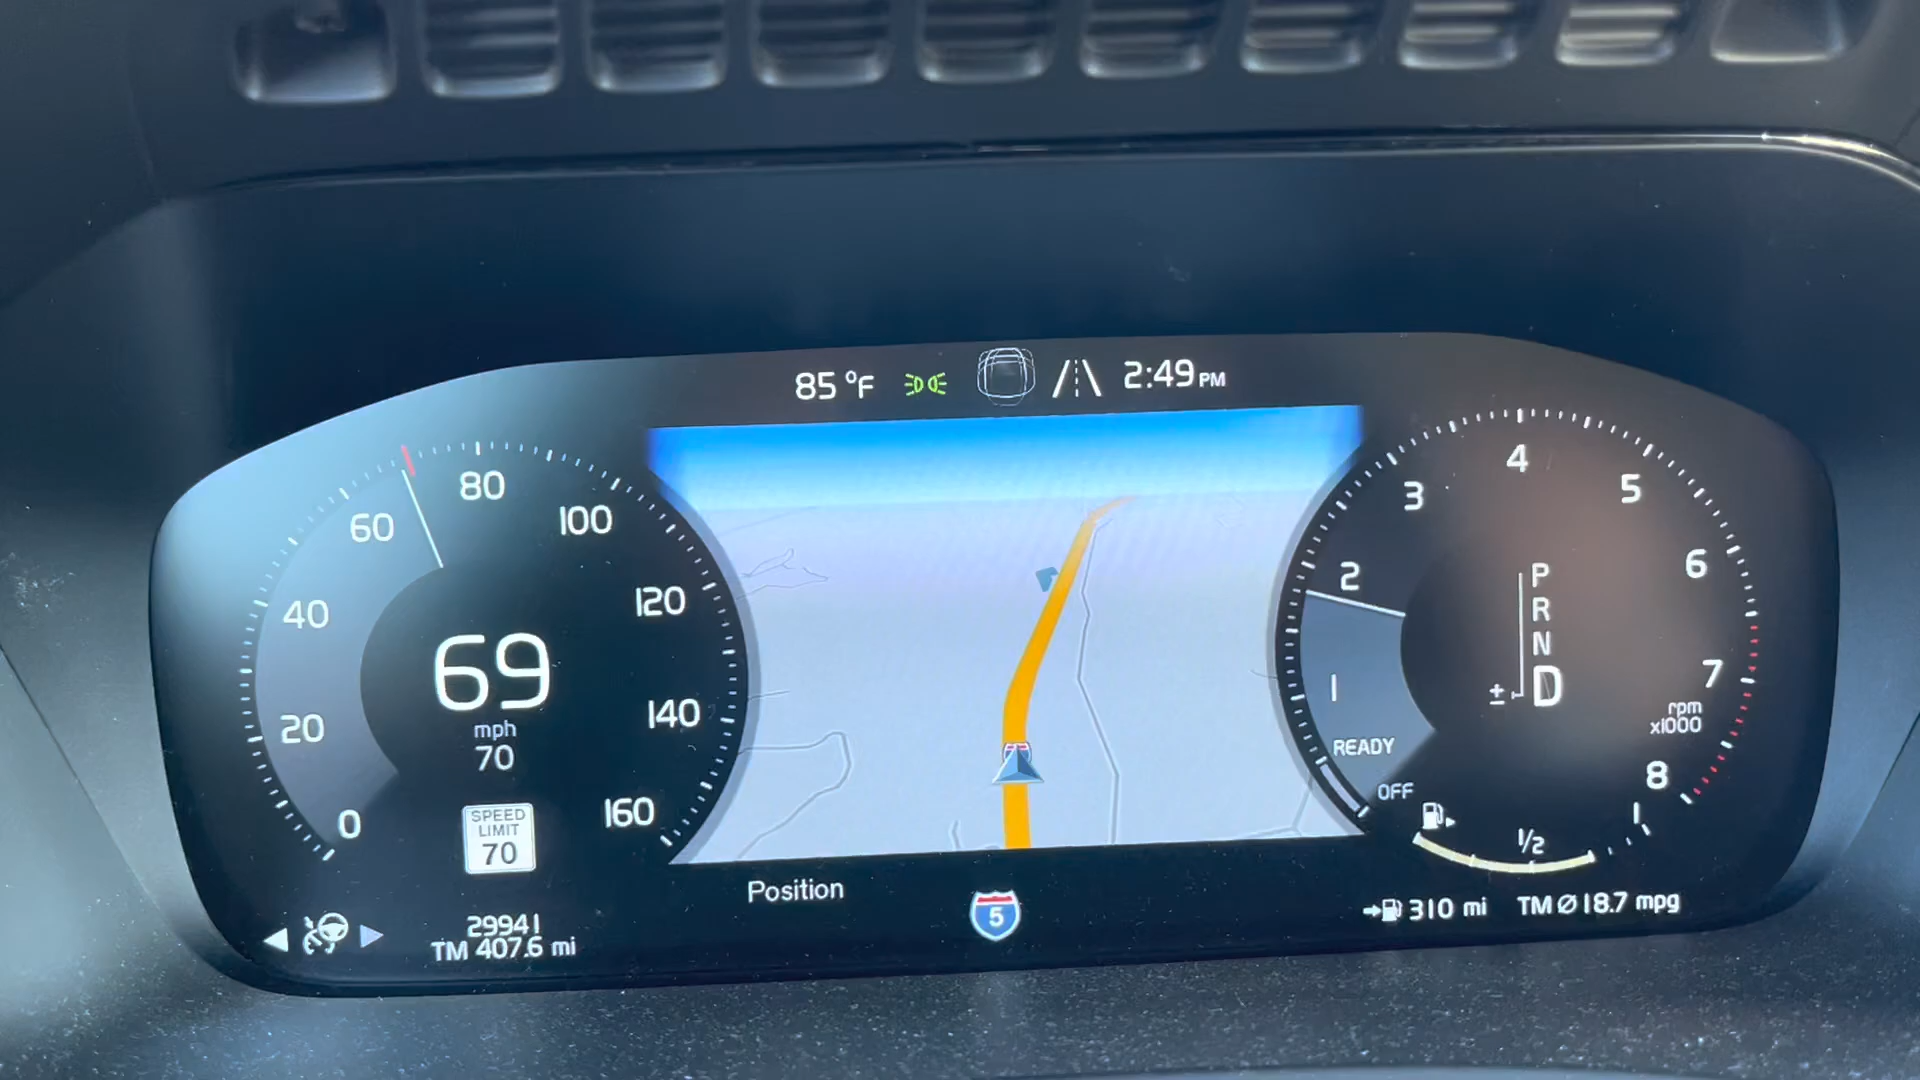 85 °F
2:49 PM
0
20
40
60
80
100
120
140
160
69
mph
70
SPEED
LIMIT
70
29941
TM 407.6 mi
Position
5
1
2
3
4
5
6
7
8
rpm
x1000
P
R
N
± D
READY
OFF
1/2
1
310 mi
TM Ø 18.7 mpg